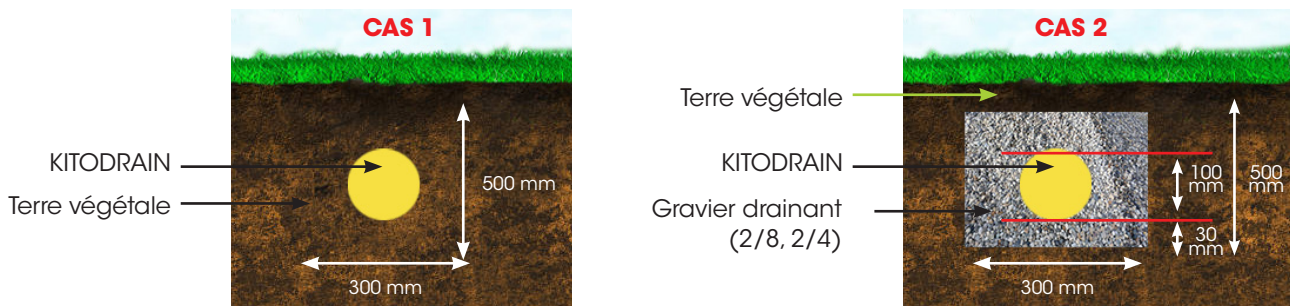 CAS 1
KITODRAIN
Terre végétale
500 mm
300 mm
CAS 2
Terre végétale
KITODRAIN
Gravier drainant
(2/8, 2/4)
100
mm
500
mm
30
mm
300 mm